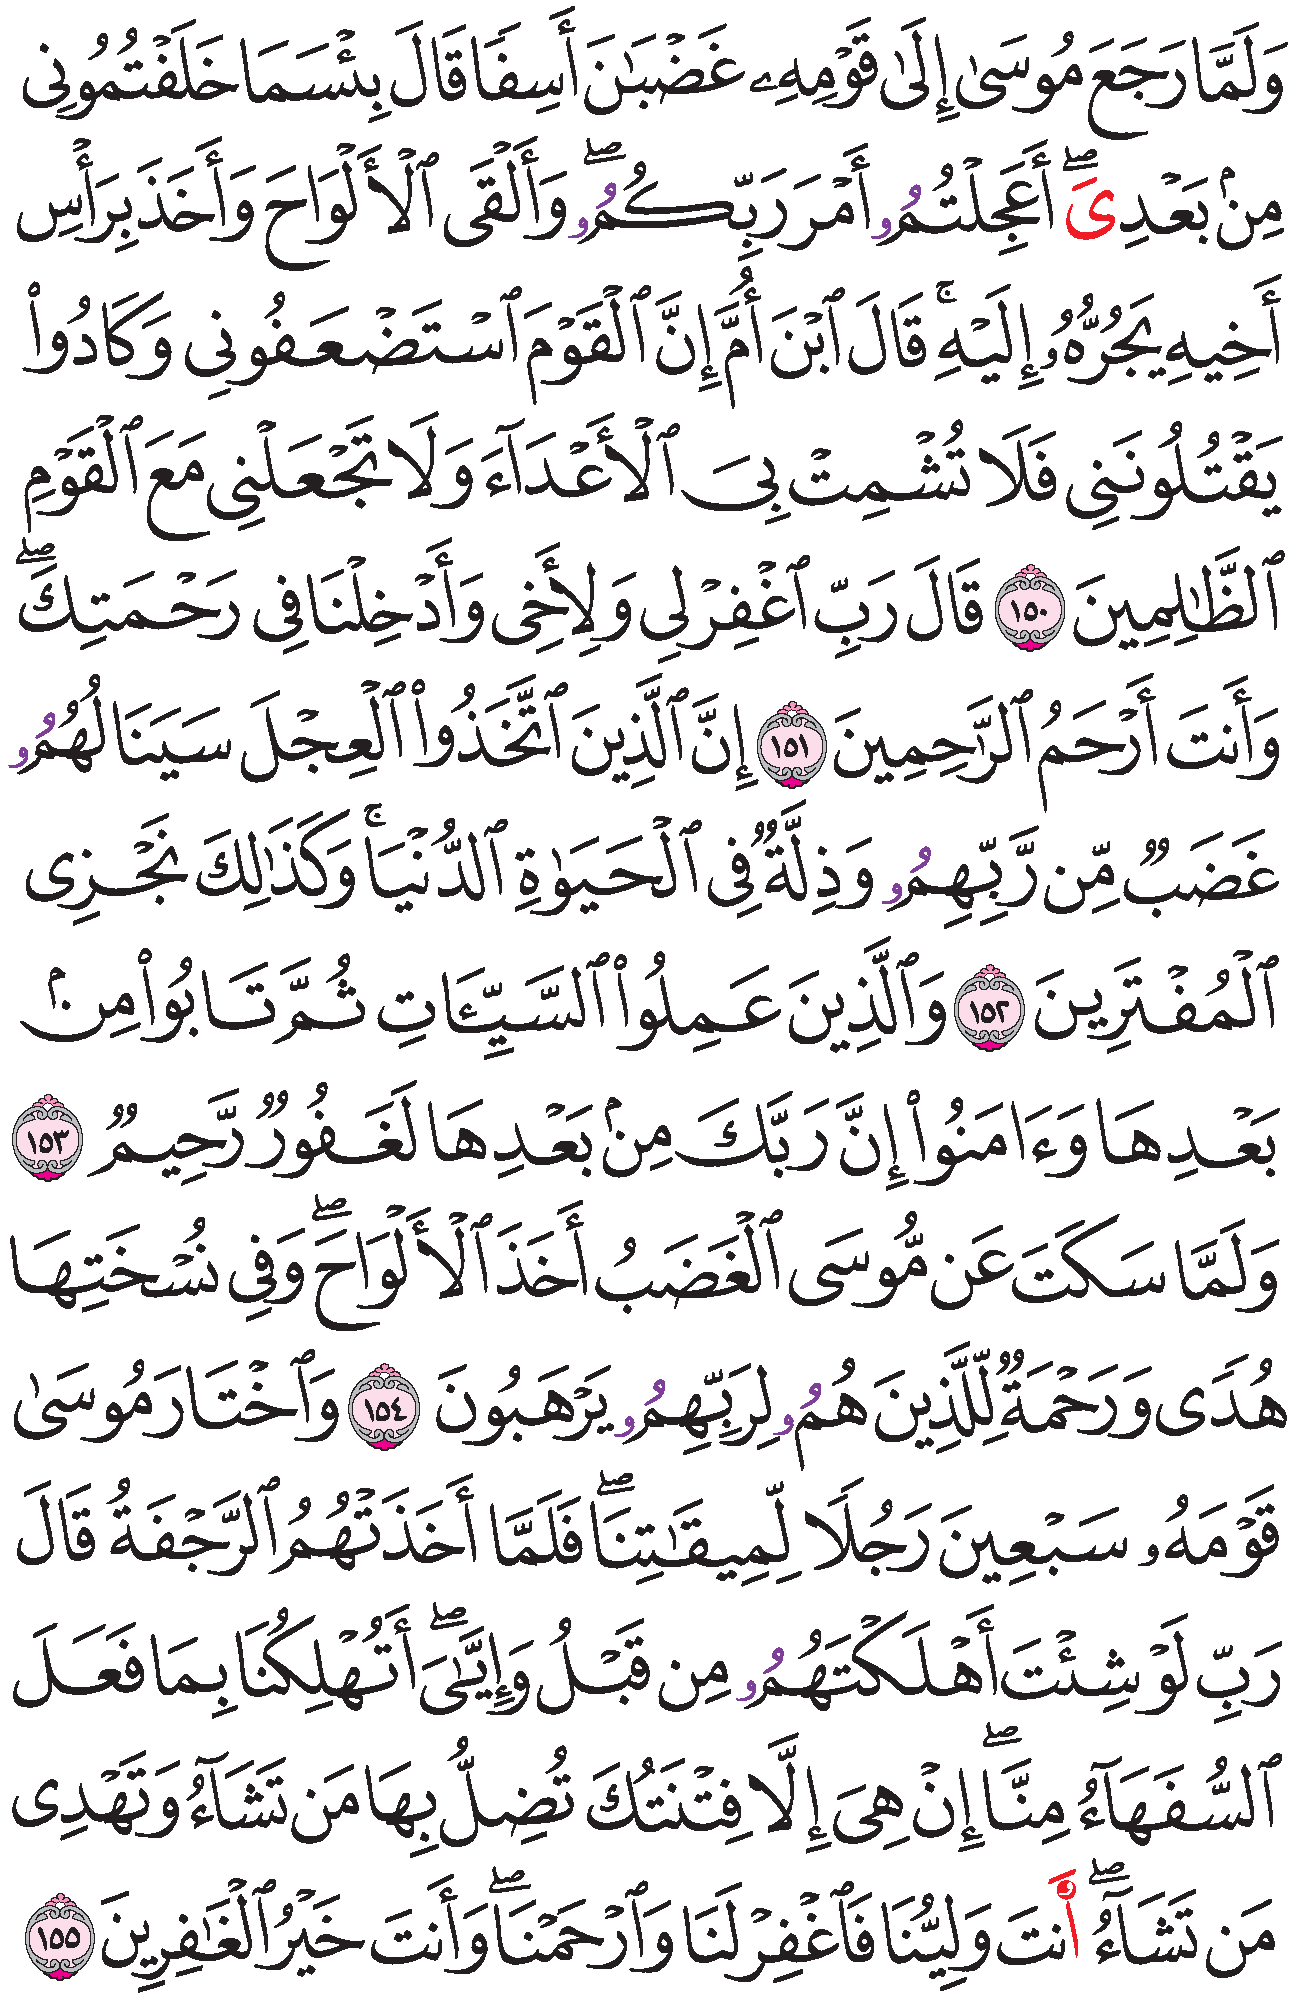 وَلَمَّا رَجَعَ مُوسَىٰ إِلَىٰ قَوْمِهِۦ غَضْبَٰنَ أَسِفًا قَالَ بِئْسَمَا خَلَفْتُمُونِى
مِنۢ بَعْدِىَ ۖ أَعَجِلْتُمُۥ أَمْرَ رَبِّكُمُۥ ۖ وَأَلْقَى ٱلْأَلْوَاحَ وَأَخَذَ بِرَأْسِ
أَخِيهِ يَجُرُّهُۥ إِلَيْهِ ۚ قَالَ ٱبْنَ أُمَّ إِنَّ ٱلْقَوْمَ ٱسْتَضْعَفُونِى وَكَادُوا۟
يَقْتُلُونَنِى فَلَا تُشْمِتْ بِىَ ٱلْأَعْدَآءَ وَلَا تَجْعَلْنِى مَعَ ٱلْقَوْمِ
ٱلظَّٰلِمِينَ ١٥٠ قَالَ رَبِّ ٱغْفِرْ لِى وَلِأَخِى وَأَدْخِلْنَا فِى رَحْمَتِكَ ۖ
وَأَنتَ أَرْحَمُ ٱلرَّٰحِمِينَ ١٥١ إِنَّ ٱلَّذِينَ ٱتَّخَذُوا۟ ٱلْعِجْلَ سَيَنَالُهُمُۥ
غَضَبٌ مِّن رَّبِّهِمُۥ وَذِلَّةٌ فِى ٱلْحَيَوٰةِ ٱلدُّنْيَا ۚ وَكَذَٰلِكَ نَجْزِى
ٱلْمُفْتَرِينَ ١٥٢ وَٱلَّذِينَ عَمِلُوا۟ ٱلسَّيِّـَٔاتِ ثُمَّ تَابُوا۟ مِنۢ
بَعْدِهَا وَءَامَنُوا۟ إِنَّ رَبَّكَ مِنۢ بَعْدِهَا لَغَفُورٌ رَّحِيمٌ ١٥٣
وَلَمَّا سَكَتَ عَن مُّوسَى ٱلْغَضَبُ أَخَذَ ٱلْأَلْوَاحَ ۖ وَفِى نُسْخَتِهَا
هُدًى وَرَحْمَةٌ لِّلَّذِينَ هُمُۥ لِرَبِّهِمُۥ يَرْهَبُونَ ١٥٤ وَٱخْتَارَ مُوسَىٰ
قَوْمَهُۥ سَبْعِينَ رَجُلًا لِّمِيقَٰتِنَا ۖ فَلَمَّا أَخَذَتْهُمُ ٱلرَّجْفَةُ قَالَ
رَبِّ لَوْ شِئْتَ أَهْلَكْتَهُمُۥ مِن قَبْلُ وَإِيَّٰىَ ۖ أَتُهْلِكُنَا بِمَا فَعَلَ
ٱلسُّفَهَآءُ مِنَّا ۖ إِنْ هِىَ إِلَّا فِتْنَتُكَ تُضِلُّ بِهَا مَن تَشَآءُ وَتَهْدِى
مَن تَشَآءُ ۖ أَنتَ وَلِيُّنَا فَٱغْفِرْ لَنَا وَٱرْحَمْنَا ۖ وَأَنتَ خَيْرُ ٱلْغَٰفِرِينَ ١٥٥